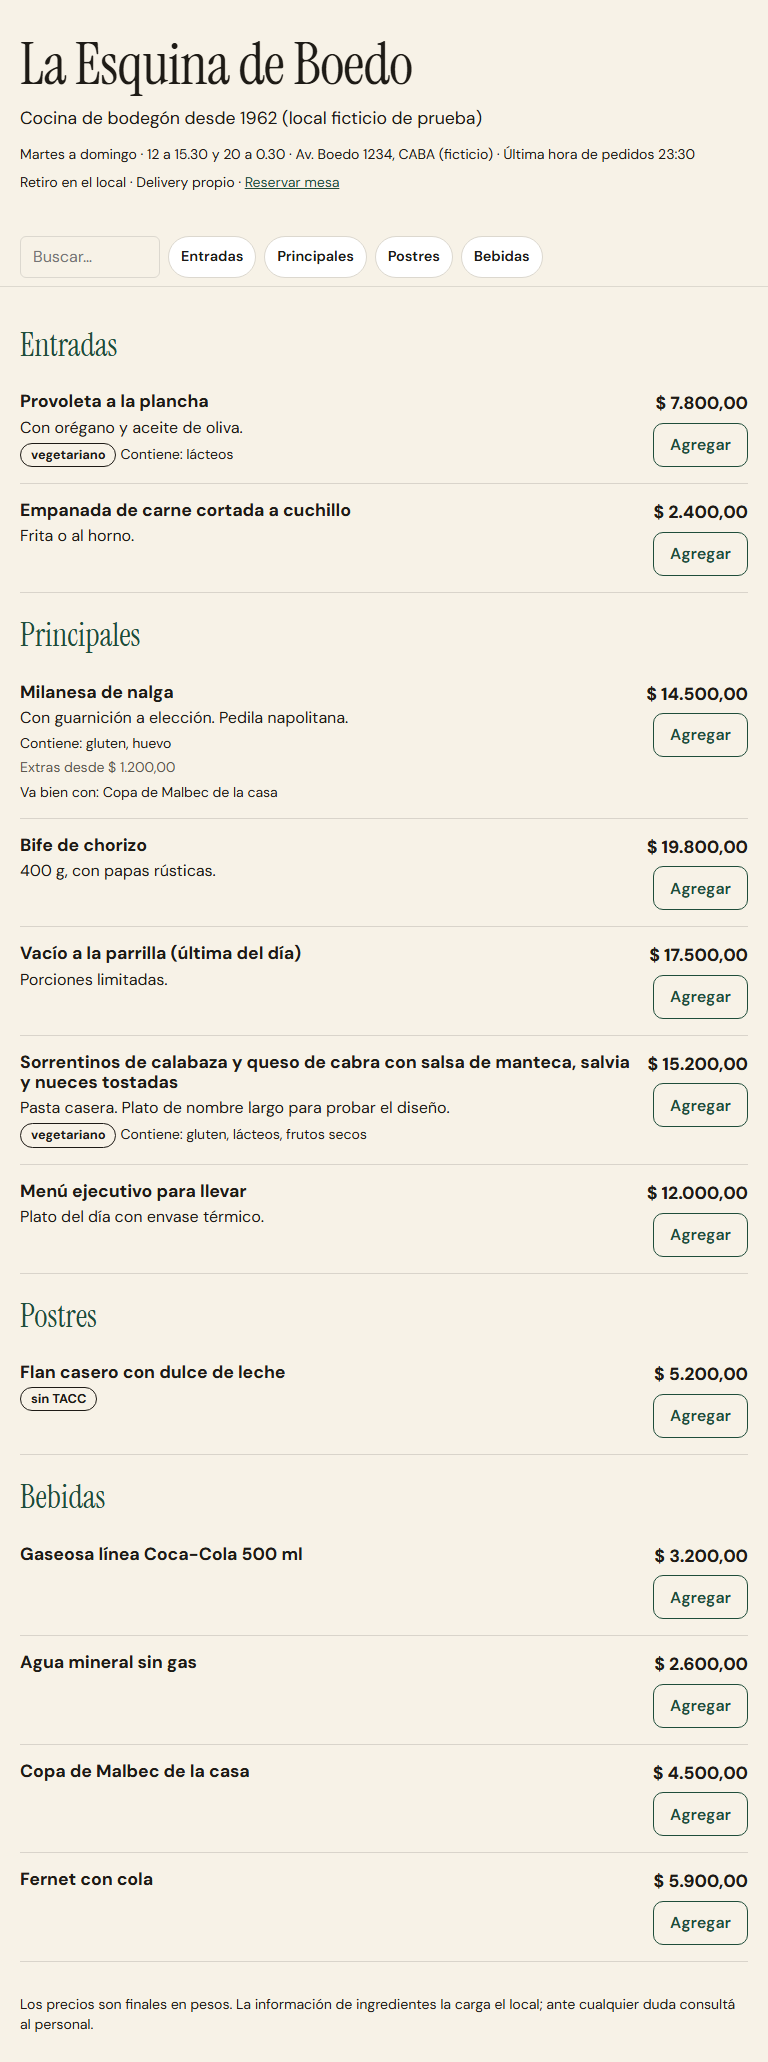 La Esquina de Boedo
Cocina de bodegón desde 1962 (local ficticio de prueba)
Martes a domingo · 12 a 15.30 y 20 a 0.30 · Av. Boedo 1234, CABA (ficticio) · Última hora de pedidos 23:30
Retiro en el local · Delivery propio · Reservar mesa
Buscar...
Entradas
Principales
Postres
Bebidas
Entradas
Provoleta a la plancha
$ 7.800,00
Con orégano y aceite de oliva.
Agregar
vegetariano Contiene: lácteos
Empanada de carne cortada a cuchillo
$ 2.400,00
Frita o al horno.
Agregar
Principales
Milanesa de nalga
$ 14.500,00
Con guarnición a elección. Pedila napolitana.
Agregar
Contiene: gluten, huevo
Extras desde $ 1.200,00
Va bien con: Copa de Malbec de la casa
Bife de chorizo
$ 19.800,00
400 g, con papas rústicas.
Agregar
Vacío a la parrilla (última del día)
$ 17.500,00
Porciones limitadas.
Agregar
Sorrentinos de calabaza y queso de cabra con salsa de manteca, salvia
y nueces tostadas
$ 15.200,00
Pasta casera. Plato de nombre largo para probar el diseño.
Agregar
vegetariano Contiene: gluten, lácteos, frutos secos
Menú ejecutivo para llevar
$ 12.000,00
Plato del día con envase térmico.
Agregar
Postres
Flan casero con dulce de leche
$ 5.200,00
sin TACC
Agregar
Bebidas
Gaseosa línea Coca-Cola 500 ml
$ 3.200,00
Agregar
Agua mineral sin gas
$ 2.600,00
Agregar
Copa de Malbec de la casa
$ 4.500,00
Agregar
Fernet con cola
$ 5.900,00
Agregar
Los precios son finales en pesos. La información de ingredientes la carga el local; ante cualquier duda consultá
al personal.